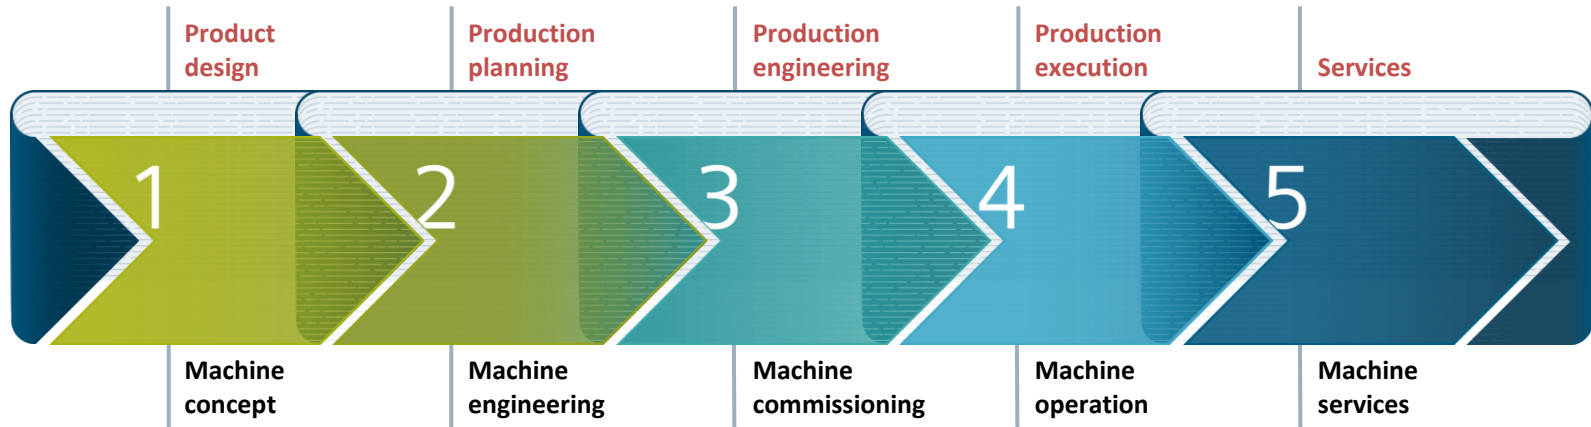 Product
design
Production
planning
Production
engineering
Production
execution
Services
1
2
3
4
5
Machine
concept
Machine
engineering
Machine
commissioning
Machine
operation
Machine
services